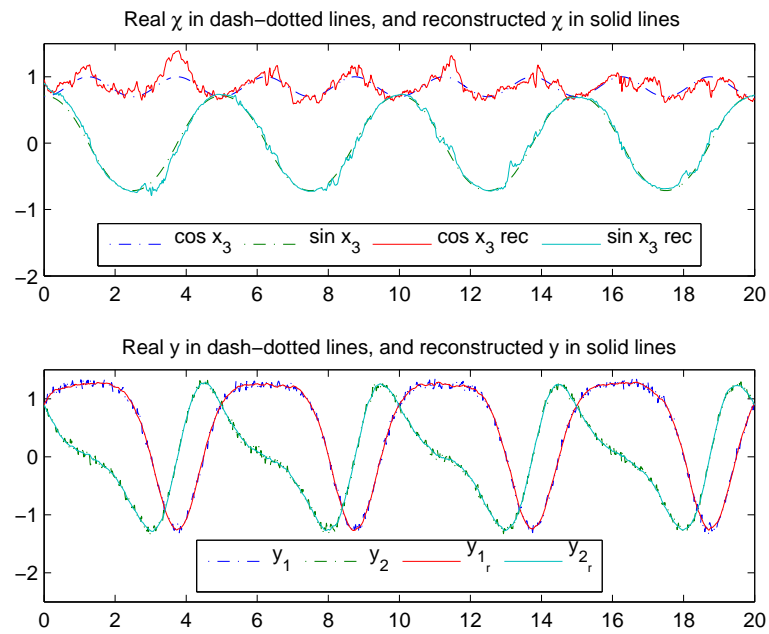 Real χ in dash−dotted lines, and reconstructed χ in solid lines
1
0
−1
−2
cos x3 sin x3 cos x3 rec sin x3 rec
0 2 4 6 8 10 12 14 16 18 20
Real y in dash−dotted lines, and reconstructed y in solid lines
1
0
−1
−2
y1 y2 y1r y2r
0 2 4 6 8 10 12 14 16 18 20